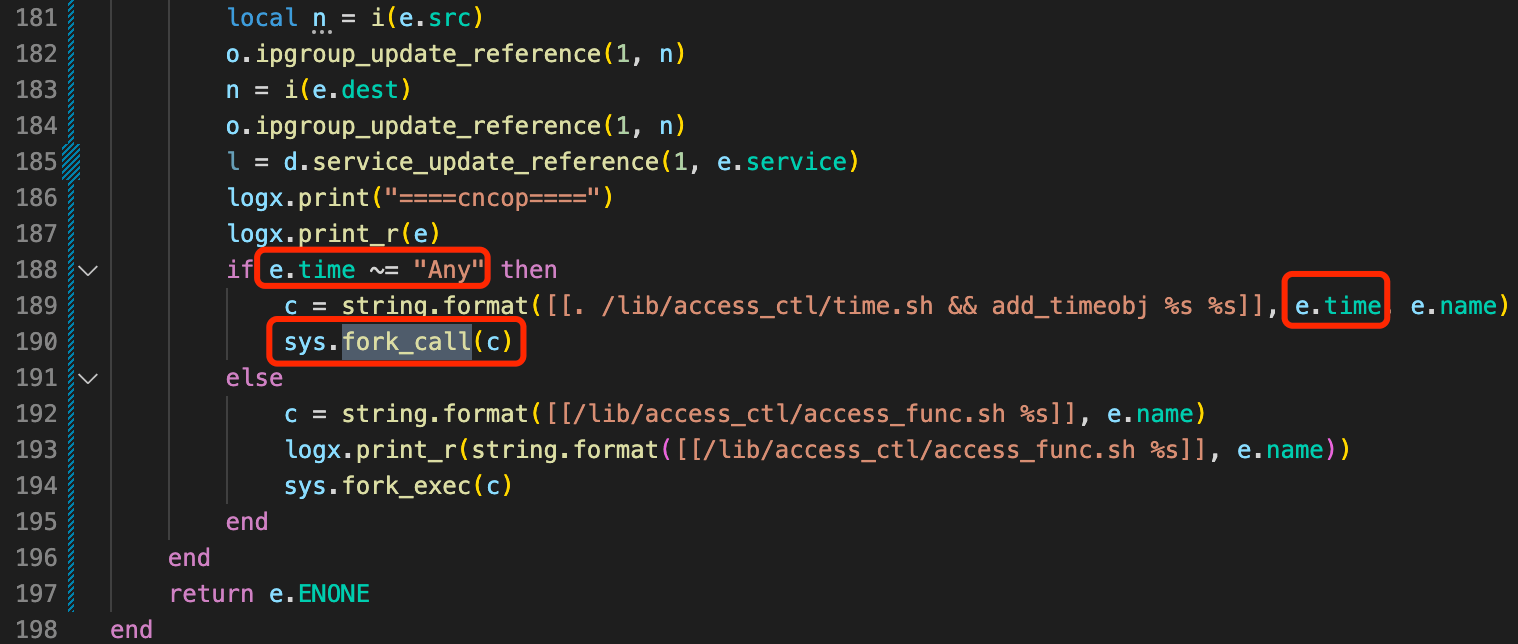 181 local n = i(e.src)
182 o.ipgroup_update_reference(1, n)
183 n = i(e.dest)
184 o.ipgroup_update_reference(1, n)
185 l = d.service_update_reference(1, e.service)
186 logx.print("====cncop====")
187 logx.print_r(e)
188 if e.time ~= "Any" then
189 c = string.format([[. /lib/access_ctl/time.sh && add_timeobj %s %s]], e.time, e.name)
190 sys.fork_call(c)
191 else
192 c = string.format([[/lib/access_ctl/access_func.sh %s]], e.name)
193 logx.print_r(string.format([[/lib/access_ctl/access_func.sh %s]], e.name))
194 sys.fork_exec(c)
195 end
196 end
197 return e.ENONE
198 end